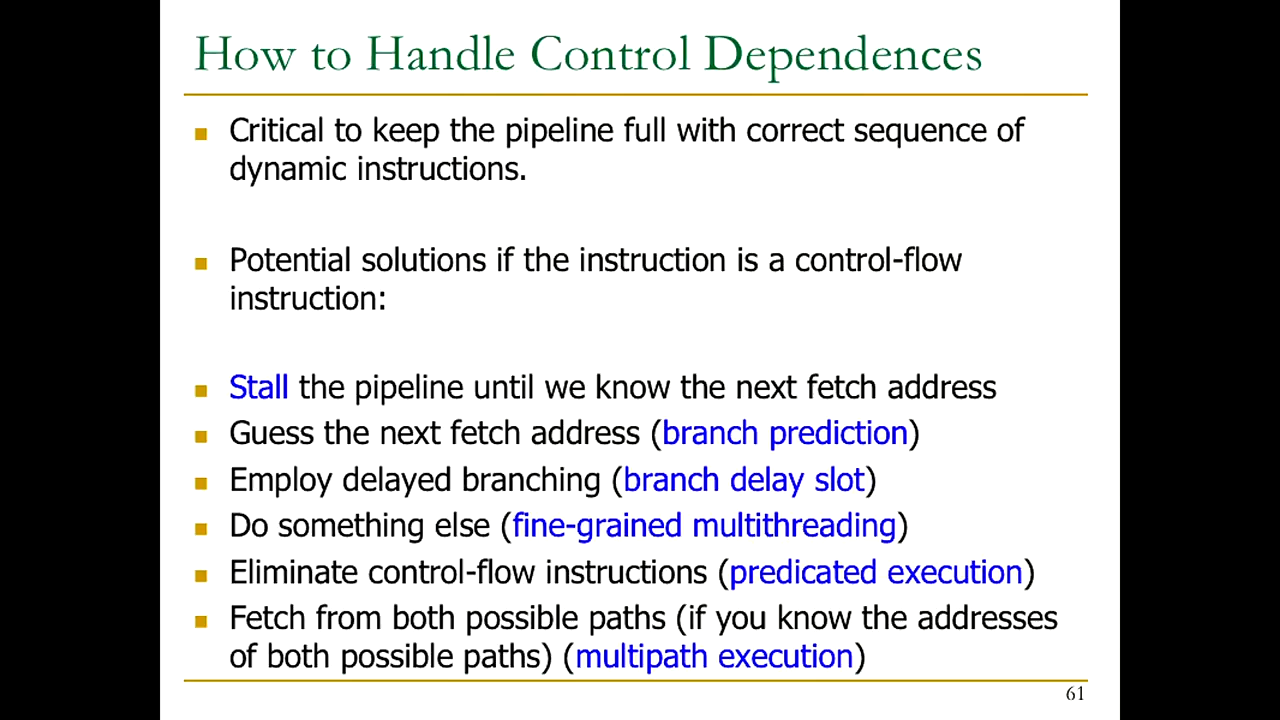 How to Handle Control Dependences
Critical to keep the pipeline full with correct sequence of
dynamic instructions.
Potential solutions if the instruction is a control-flow
instruction:
Stall the pipeline until we know the next fetch address
Guess the next fetch address (branch prediction)
Employ delayed branching (branch delay slot)
Do something else (fine-grained multithreading)
Eliminate control-flow instructions (predicated execution)
Fetch from both possible paths (if you know the addresses
of both possible paths) (multipath execution)
61